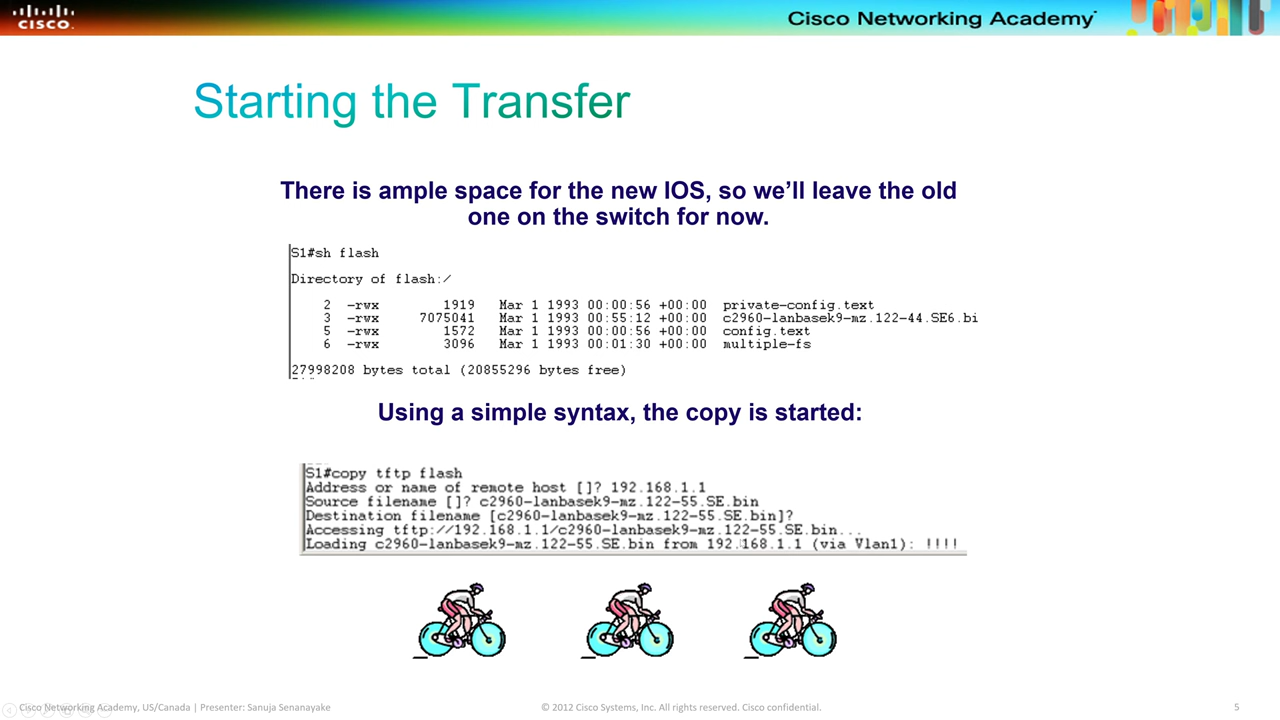 CISCO.
Cisco Networking Academy
Starting the Transfer
There is ample space for the new IOS, so we'll leave the old
one on the switch for now.
S1#sh flash
Directory of flash:/
2 -rwx 1919 Mar 1 1993 00:00:56 +00:00 private-config.text
3 -rwx 7075041 Mar 1 1993 00:55:12 +00:00 c2960-lanbasek9-mz.122-44.SE6.bi
5 -rwx 1572 Mar 1 1993 00:00:56 +00:00 config.text
6 -rwx 3096 Mar 1 1993 00:01:30 +00:00 multiple-fs
27998208 bytes total (20855296 bytes free)
Using a simple syntax, the copy is started:
S1#copy tftp flash
Address or name of remote host []? 192.168.1.1
Source filename []? c2960-lanbasek9-mz.122-55.SE.bin
Destination filename [c2960-lanbasek9-mz.122-55.SE.bin]?
Accessing tftp://192.168.1.1/c2960-lanbasek9-mz.122-55.SE.bin...
Loading c2960-lanbasek9-mz.122-55.SE.bin from 192.168.1.1 (via Vlan1): !!!!
Cisco Networking Academy, US/Canada | Presenter: Sanuja Senanayake
© 2012 Cisco Systems, Inc. All rights reserved. Cisco confidential.
5